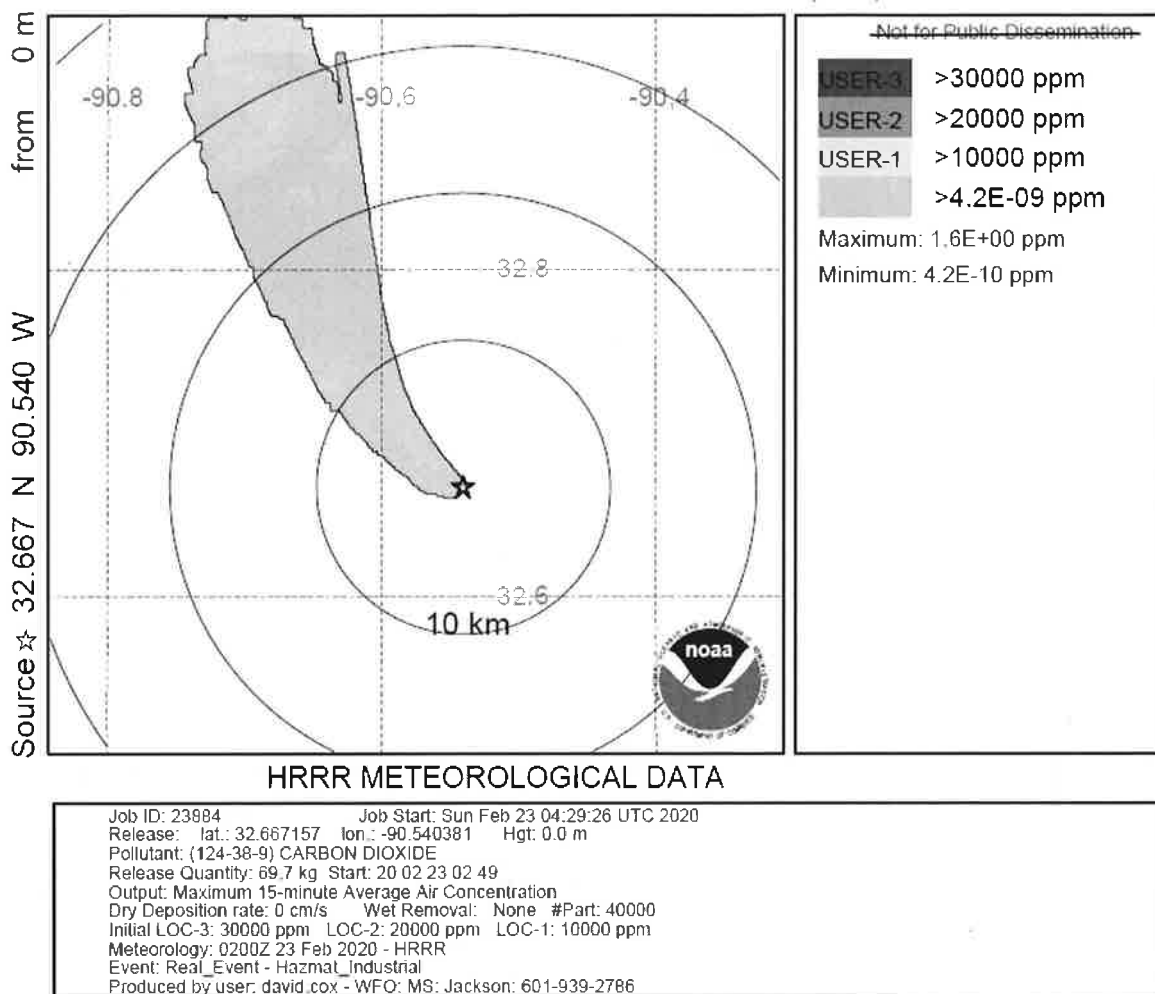 Not for Public Dissemination
USER-3 >30000 ppm
USER-2 >20000 ppm
USER-1 >10000 ppm
>4.2E-09 ppm
Maximum: 1.6E+00 ppm
Minimum: 4.2E-10 ppm
Source ☆ 32.667 N 90.540 W from 0 m
-90.8 -90.6 -90.4
32.8
32.6
10 km
noaa
HRRR METEOROLOGICAL DATA
Job ID: 23884 Job Start: Sun Feb 23 04:29:26 UTC 2020
Release: lat.: 32.667157 lon.: -90.540381 Hgt: 0.0 m
Pollutant: (124-38-9) CARBON DIOXIDE
Release Quantity: 69.7 kg Start: 20 02 23 02 49
Output: Maximum 15-minute Average Air Concentration
Dry Deposition rate: 0 cm/s Wet Removal: None #Part: 40000
Initial LOC-3: 30000 ppm LOC-2: 20000 ppm LOC-1: 10000 ppm
Meteorology: 0200Z 23 Feb 2020 - HRRR
Event: Real_Event - Hazmat_Industrial
Produced by user: david.cox - WFO: MS: Jackson: 601-939-2786